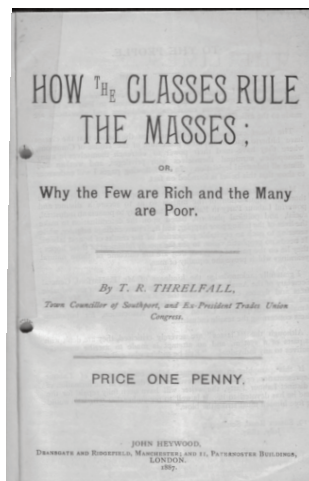 HOW THE CLASSES RULE
THE MASSES;
OR,
Why the Few are Rich and the Many
are Poor.
By T. R. THRELFALL,
Town Councillor of Southport, and Ex-President Trades Union
Congress.
PRICE ONE PENNY.
JOHN HEYWOOD,
DEANSGATE AND RIDGEFIELD, MANCHESTER; AND 11, PATERNOSTER BUILDINGS,
LONDON.
1887.